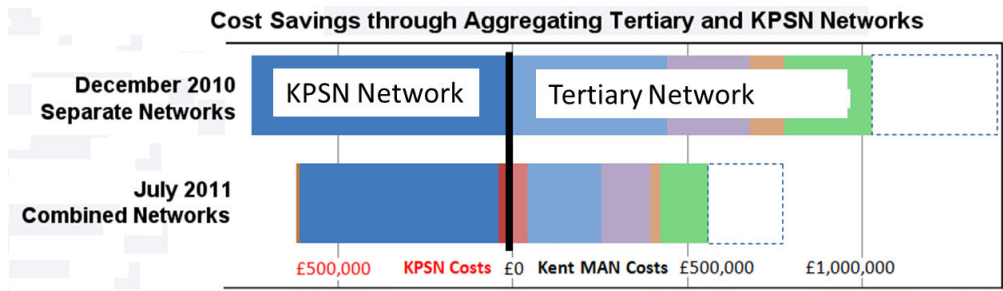 Cost Savings through Aggregating Tertiary and KPSN Networks
December 2010
Separate Networks
KPSN Network
Tertiary Network
July 2011
Combined Networks
£500,000 KPSN Costs £0 Kent MAN Costs £500,000 £1,000,000